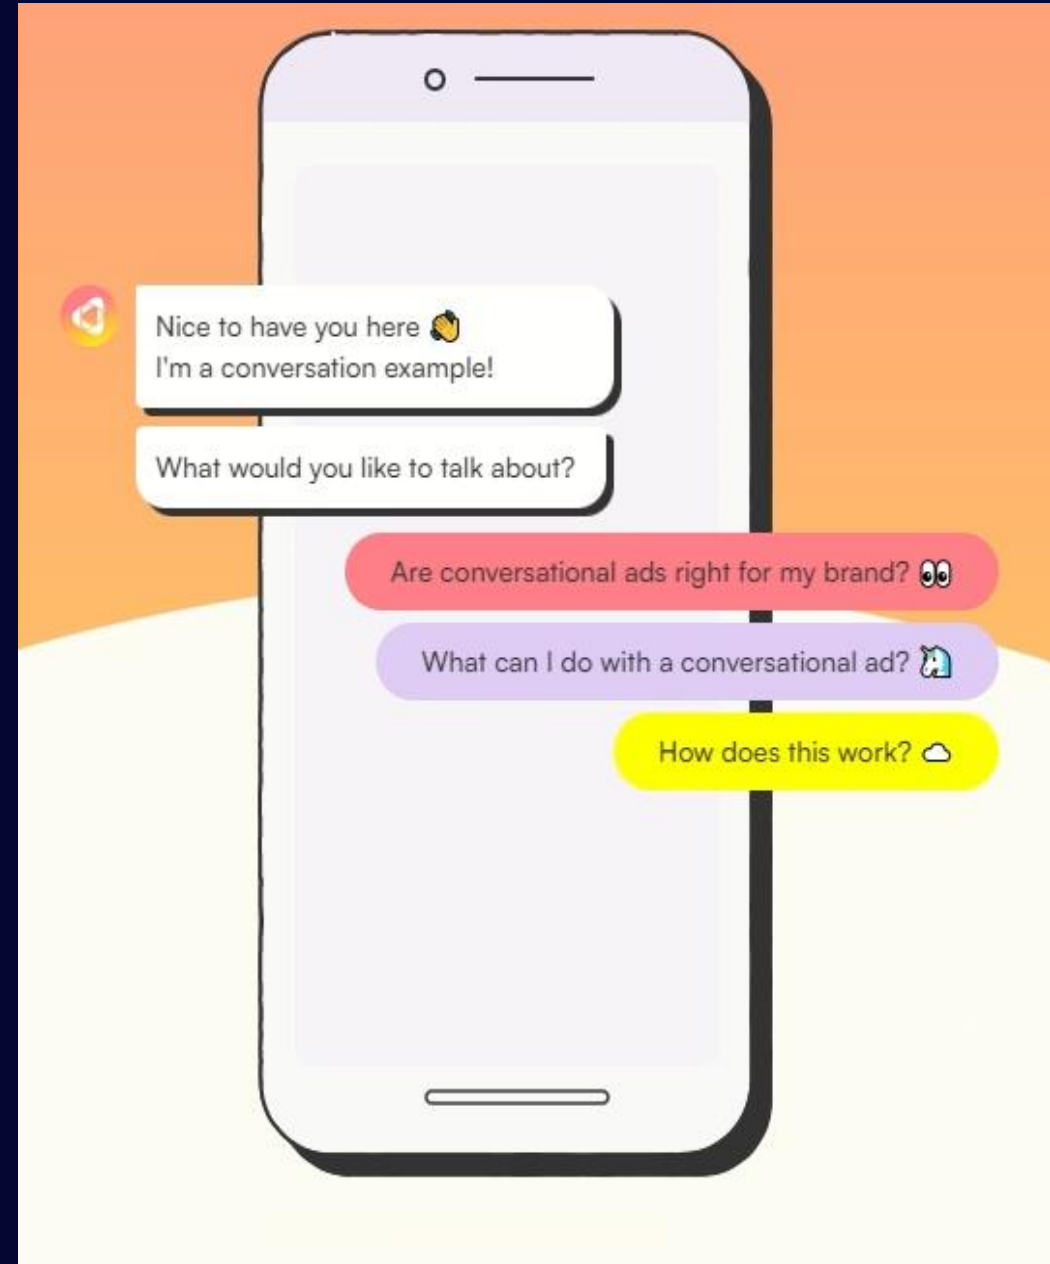 Nice to have you here 👋
I'm a conversation example!
What would you like to talk about?
Are conversational ads right for my brand? 👀
What can I do with a conversational ad? 🦄
How does this work? ☁️